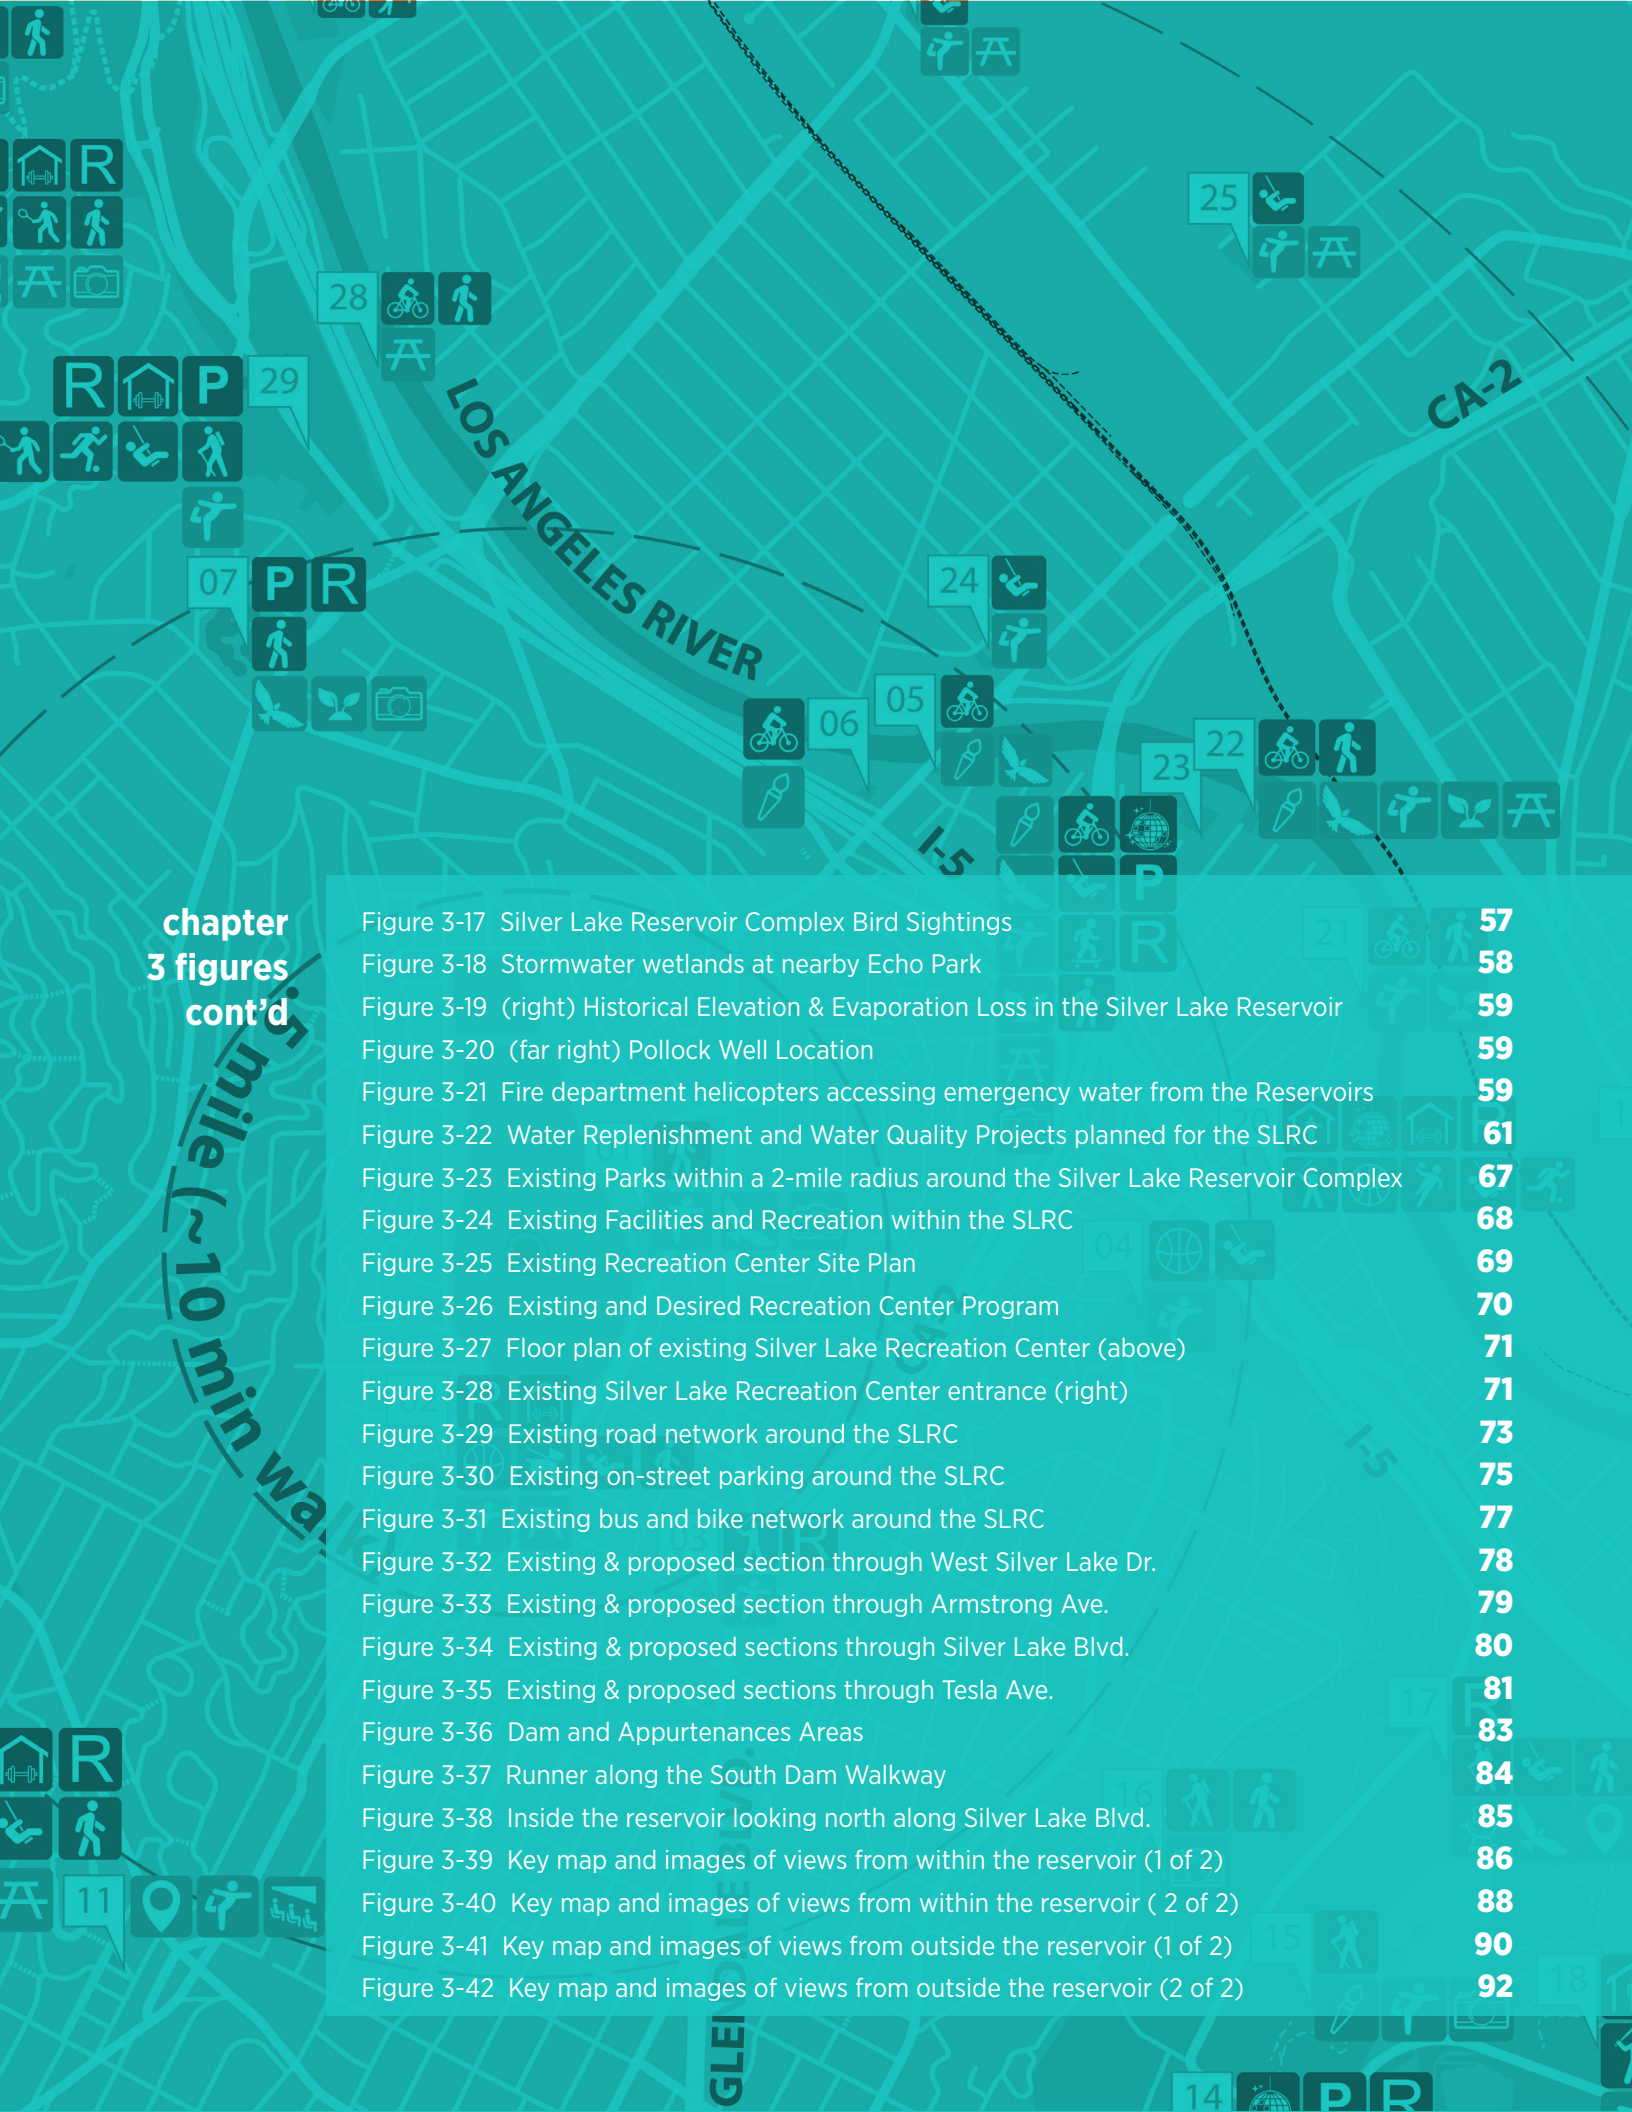 R
25
28
R
P
29
CA-2
LOS ANGELES RIVER
07
P
R
24
05
06
22
23
I-5
P
chapter
3 figures
cont'd
Figure 3-17 Silver Lake Reservoir Complex Bird Sightings 57
Figure 3-18 Stormwater wetlands at nearby Echo Park 58
Figure 3-19 (right) Historical Elevation & Evaporation Loss in the Silver Lake Reservoir 59
Figure 3-20 (far right) Pollock Well Location 59
Figure 3-21 Fire department helicopters accessing emergency water from the Reservoirs 59
Figure 3-22 Water Replenishment and Water Quality Projects planned for the SLRC 61
Figure 3-23 Existing Parks within a 2-mile radius around the Silver Lake Reservoir Complex 67
Figure 3-24 Existing Facilities and Recreation within the SLRC 68
Figure 3-25 Existing Recreation Center Site Plan 69
Figure 3-26 Existing and Desired Recreation Center Program 70
Figure 3-27 Floor plan of existing Silver Lake Recreation Center (above) 71
Figure 3-28 Existing Silver Lake Recreation Center entrance (right) 71
Figure 3-29 Existing road network around the SLRC 73
Figure 3-30 Existing on-street parking around the SLRC 75
Figure 3-31 Existing bus and bike network around the SLRC 77
Figure 3-32 Existing & proposed section through West Silver Lake Dr. 78
Figure 3-33 Existing & proposed section through Armstrong Ave. 79
Figure 3-34 Existing & proposed sections through Silver Lake Blvd. 80
Figure 3-35 Existing & proposed sections through Tesla Ave. 81
Figure 3-36 Dam and Appurtenances Areas 83
Figure 3-37 Runner along the South Dam Walkway 84
Figure 3-38 Inside the reservoir looking north along Silver Lake Blvd. 85
Figure 3-39 Key map and images of views from within the reservoir (1 of 2) 86
Figure 3-40 Key map and images of views from within the reservoir ( 2 of 2) 88
Figure 3-41 Key map and images of views from outside the reservoir (1 of 2) 90
Figure 3-42 Key map and images of views from outside the reservoir (2 of 2) 92
mile (~10 min wa
21
R
20
R
04
CA-2
02
R
I-5
03
R
17
R
R
16
11
15
18
GLENDALE BLVD.
14
P
R